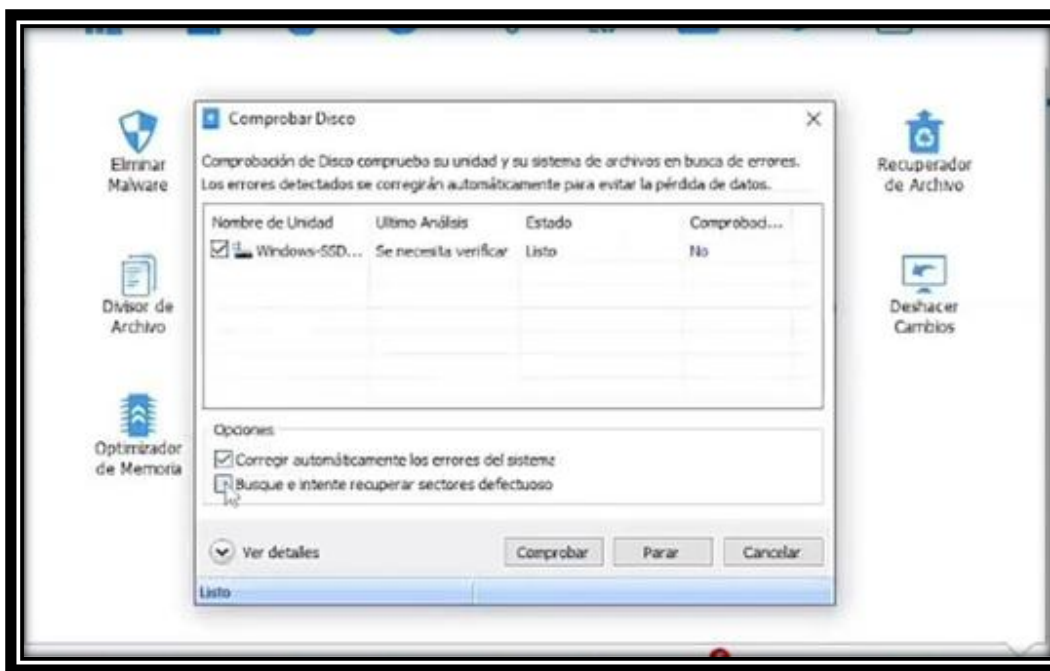 Eliminar
Malware
Divisor de
Archivo
Optimizador
de Memoria
Comprobar Disco
Comprobación de Disco comprueba su unidad y su sistema de archivos en busca de errores.
Los errores detectados se corregirán automáticamente para evitar la pérdida de datos.
Nombre de Unidad Ultimo Análisis Estado Comprobaci...
Windows-SSD... Se necesita verificar Listo No
Opciones
Corregir automáticamente los errores del sistema
Busque e intente recuperar sectores defectuoso
Ver detalles Comprobar Parar Cancelar
Listo
Recuperador
de Archivo
Deshacer
Cambios